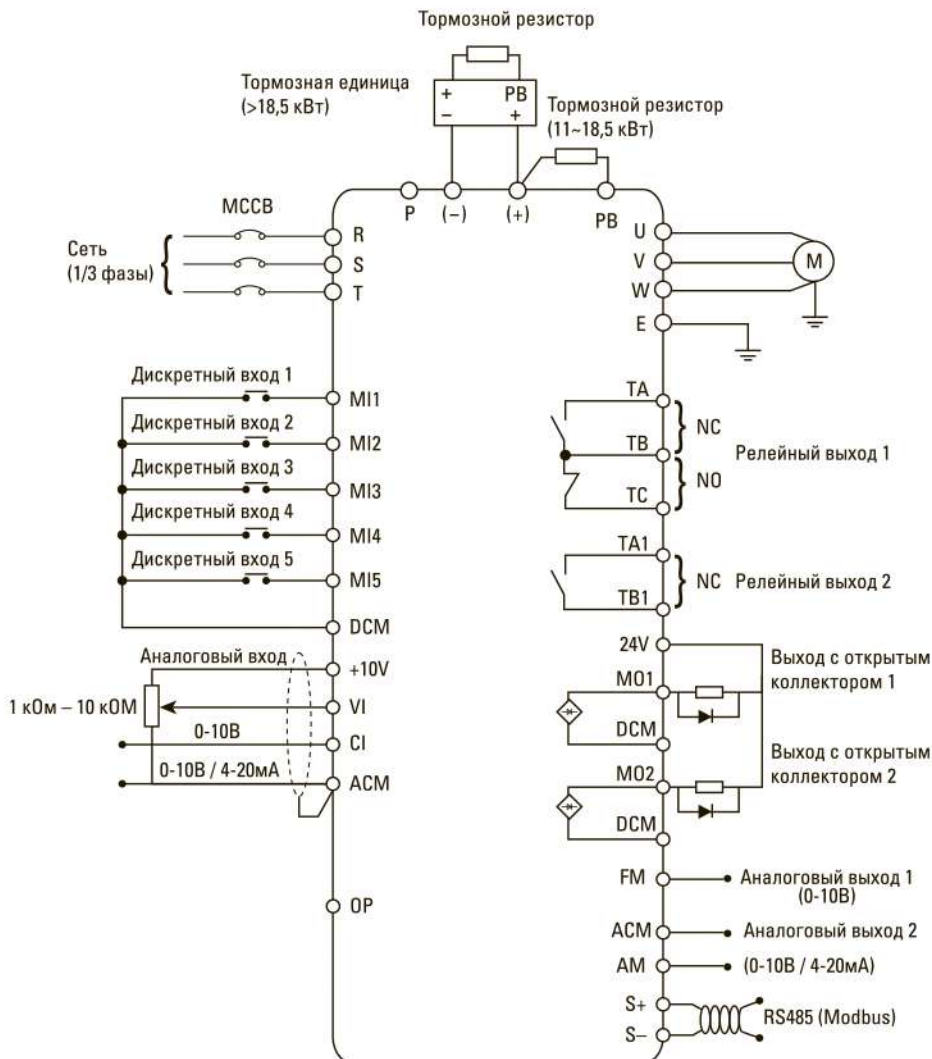 Тормозной резистор
Тормозная единица
(>18,5 кВт)
+ PB
− +
Тормозной резистор
(11~18,5 кВт)
P (−) (+) PB
MCCB
Сеть
(1/3 фазы)
R
S
T
U
V
W
E
M
Дискретный вход 1
MI1
Дискретный вход 2
MI2
Дискретный вход 3
MI3
Дискретный вход 4
MI4
Дискретный вход 5
MI5
DCM
Аналоговый вход
+10V
1 кОм – 10 кОМ
VI
0-10В
CI
0-10В / 4-20мА
ACM
OP
TA
NC
TB
Релейный выход 1
NO
TC
TA1
NC
Релейный выход 2
TB1
24V
Выход с открытым
коллектором 1
MO1
DCM
Выход с открытым
коллектором 2
MO2
DCM
FM
Аналоговый выход 1
(0-10В)
ACM
Аналоговый выход 2
AM
(0-10В / 4-20мА)
S+
RS485 (Modbus)
S−